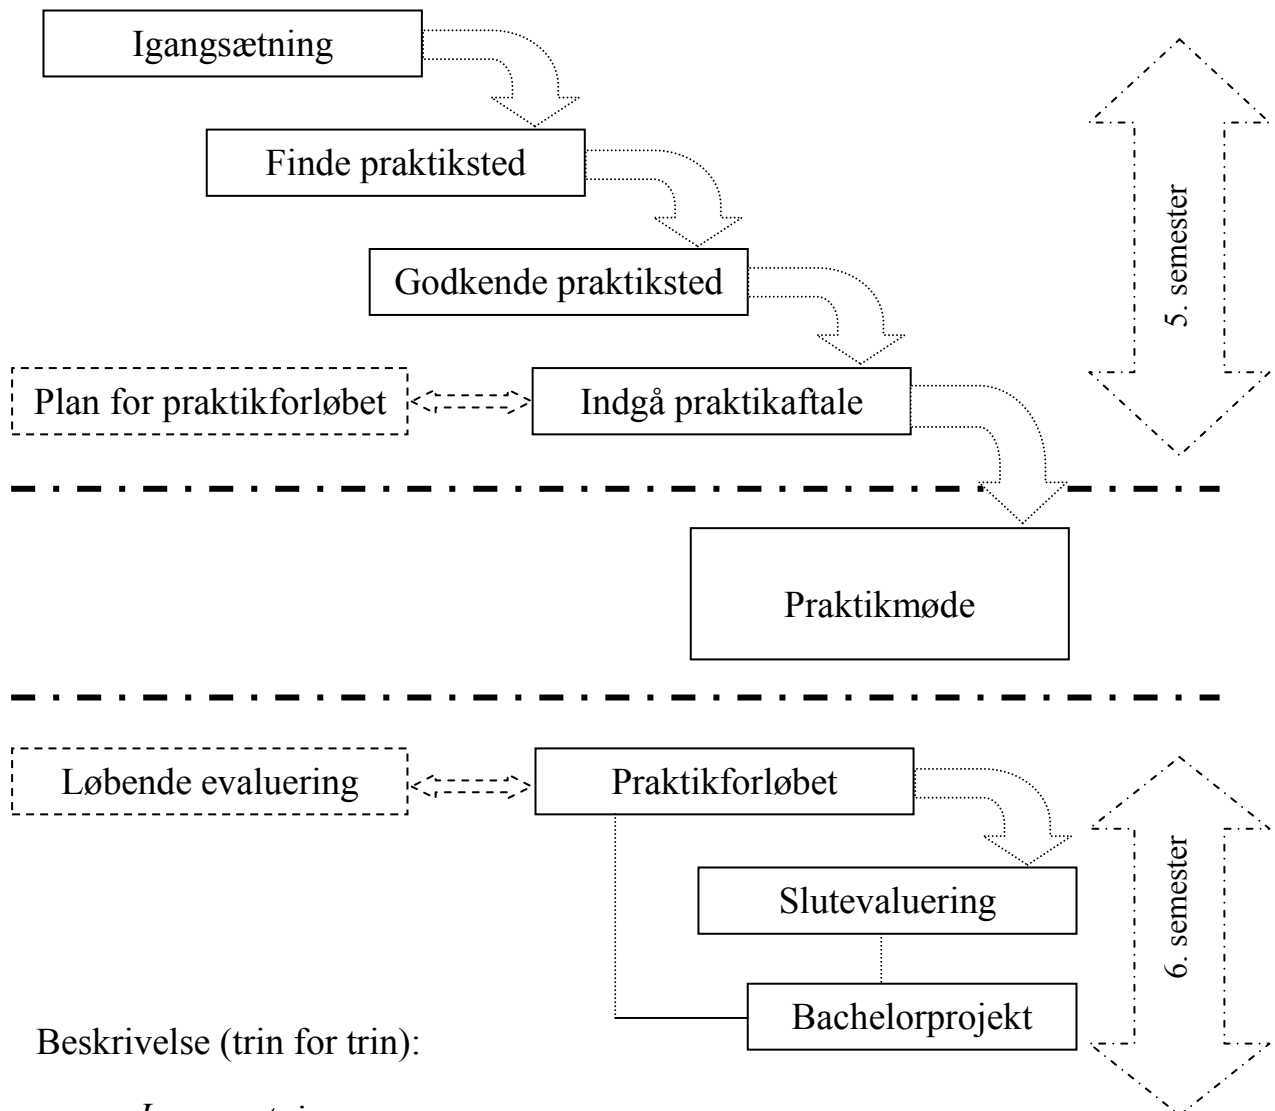 Igangsætning
Finde praktiksted
Godkende praktiksted
Plan for praktikforløbet
Indgå praktikaftale
5. semester
Praktikmøde
Løbende evaluering
Praktikforløbet
Slutevaluering
Bachelorprojekt
6. semester
Beskrivelse (trin for trin):